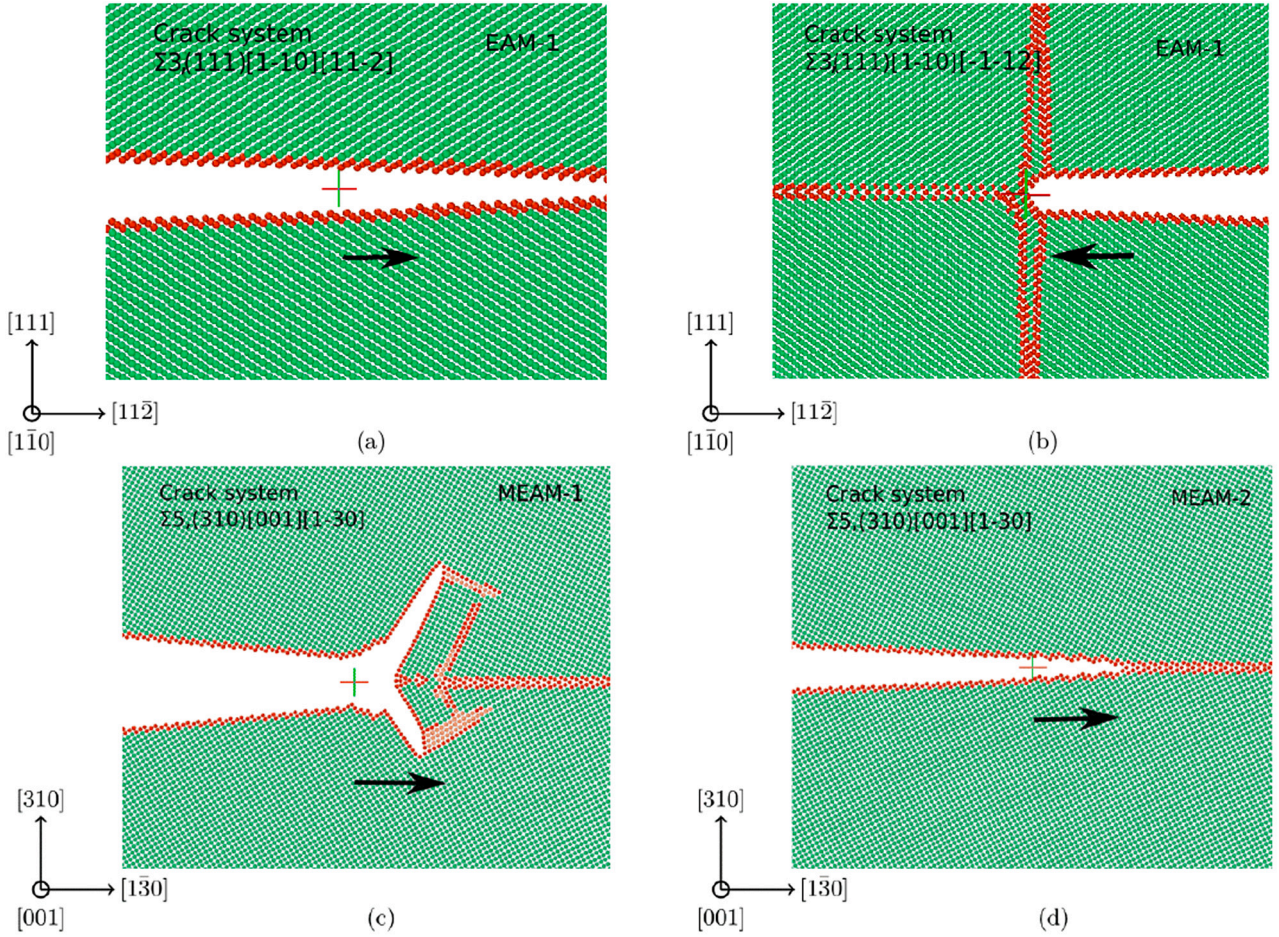 Crack system
Σ3,(111)[1-10][11-2]
EAM-1
[111]
[112̅]
[11̅0]
(a)
Crack system
Σ3,(111)[1-10][-1-12]
EAM-1
[111]
[112̅]
[11̅0]
(b)
Crack system
Σ5,(310)[001][1-30]
MEAM-1
[310]
[13̅0]
[001]
(c)
Crack system
Σ5,(310)[001][1-30]
MEAM-2
[310]
[13̅0]
[001]
(d)